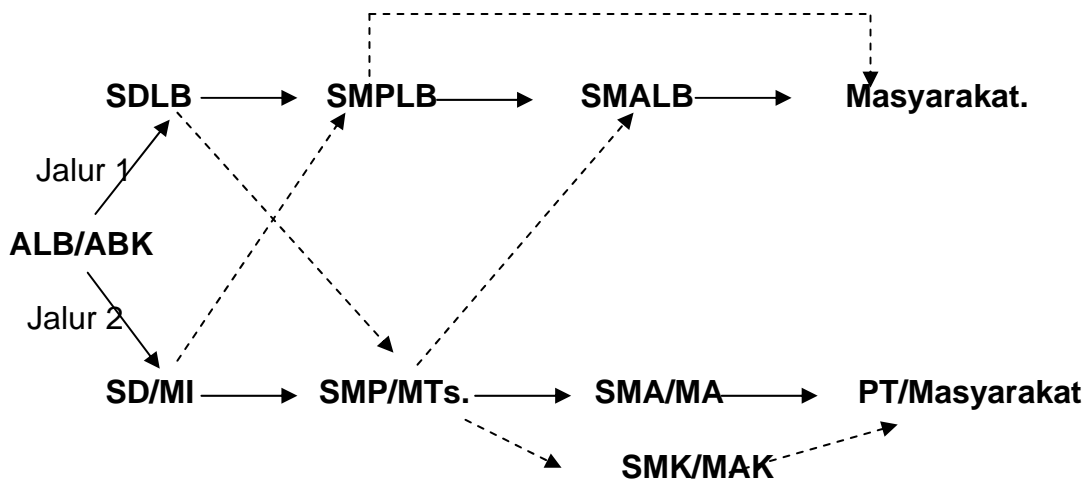 SDLB SMPLB SMALB Masyarakat.
Jalur 1
ALB/ABK
Jalur 2
SD/MI SMP/MTs. SMA/MA PT/Masyarakat
SMK/MAK